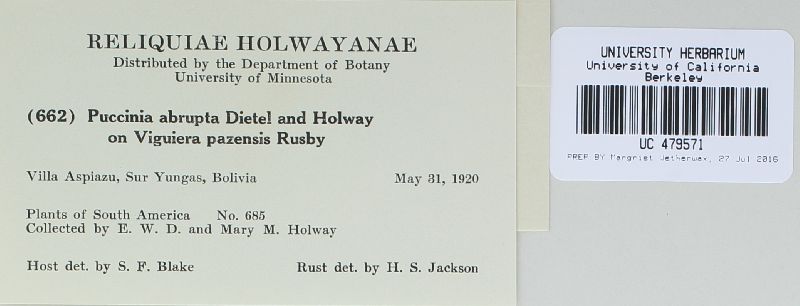 RELIQUIAE HOLWAYANAE
Distributed by the Department of Botany
University of Minnesota
(662) Puccinia abrupta Dietel and Holway
on Viguiera pazensis Rusby
Villa Aspiazu, Sur Yungas, Bolivia May 31, 1920
Plants of South America No. 685
Collected by E. W. D. and Mary M. Holway
Host det. by S. F. Blake Rust det. by H. S. Jackson
UNIVERSITY HERBARIUM
University of California
Berkeley
UC 479571
PREP BY Margriet 27 Jul 2016